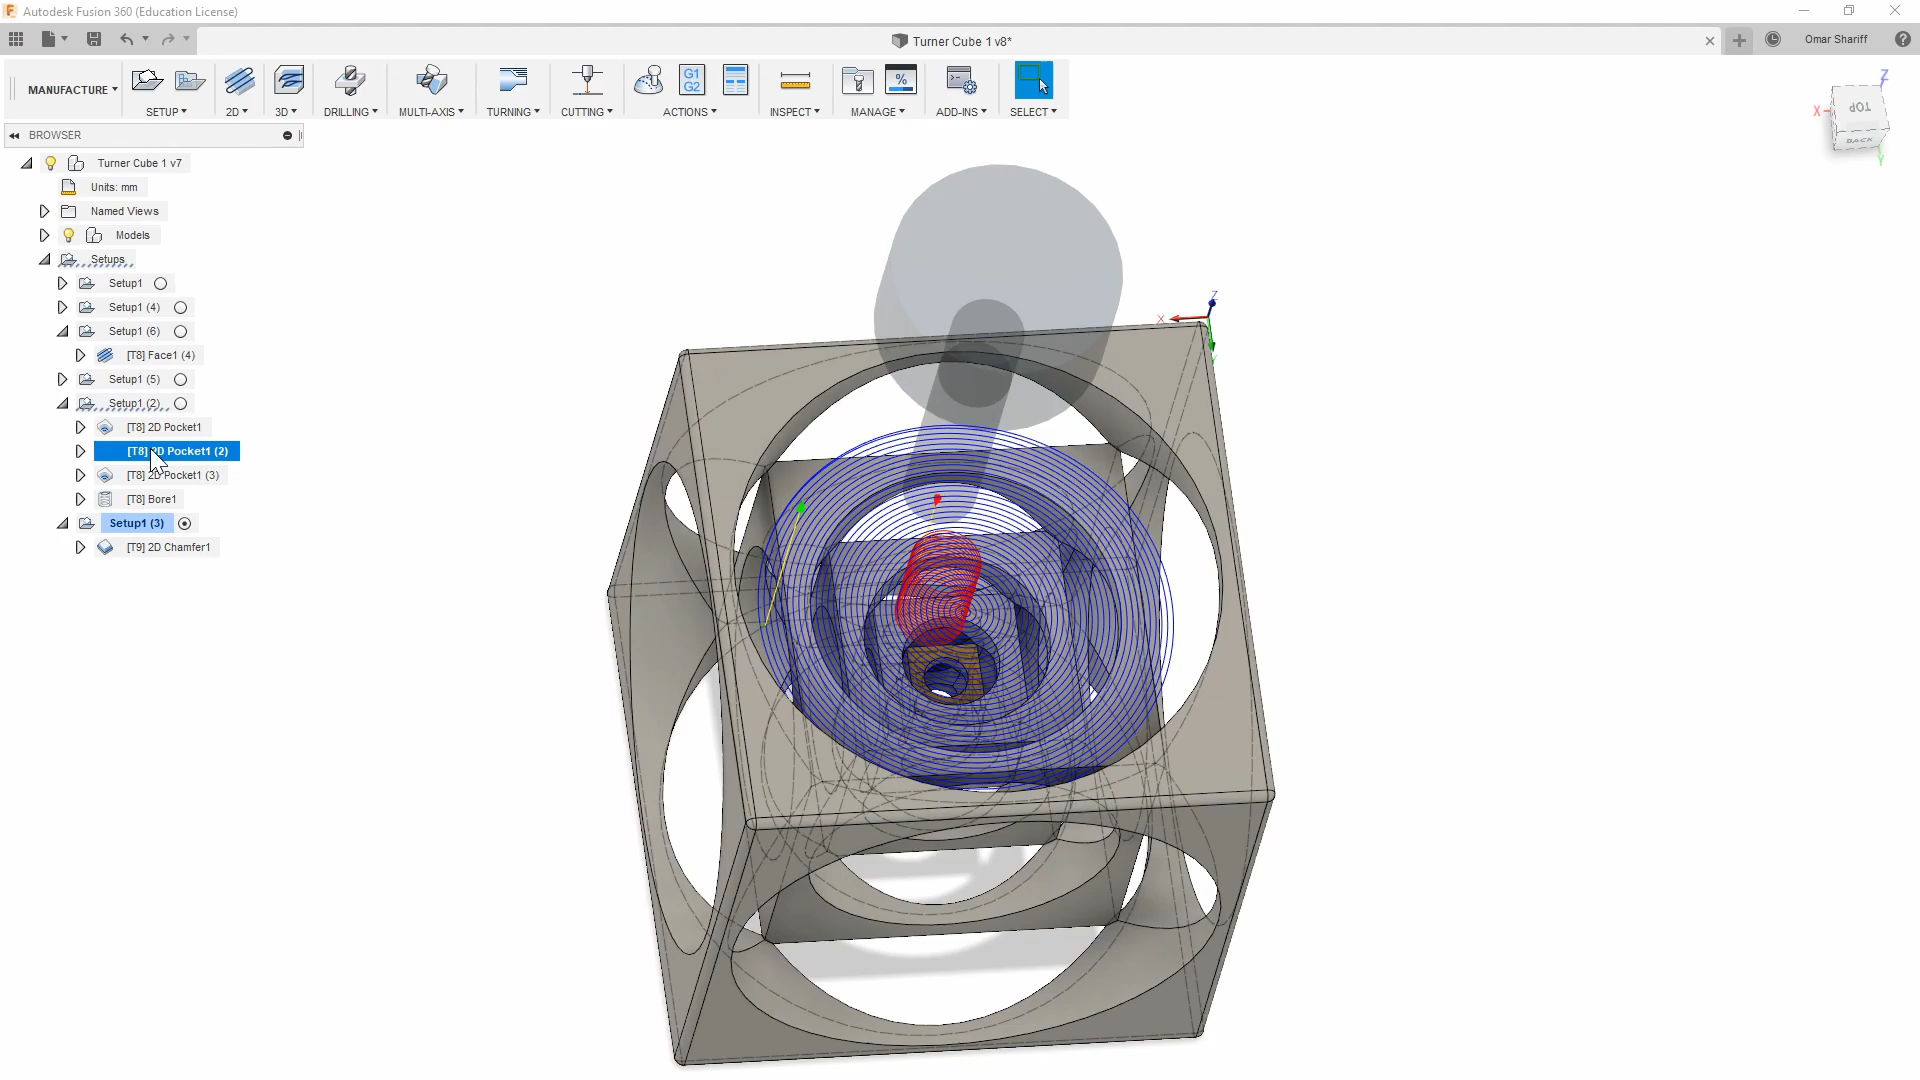 Autodesk Fusion 360 (Education License)
Turner Cube 1 v8*
Omar Shariff
MANUFACTURE
G1
G2
%
SETUP
2D
3D
DRILLING
MULTI-AXIS
TURNING
CUTTING
ACTIONS
INSPECT
MANAGE
ADD-INS
SELECT
Z
X
TOP
BACK
Y
BROWSER
Turner Cube 1 v7
Units: mm
Named Views
Models
Setups
Setup1
Setup1 (4)
Setup1 (6)
[T8] Face1 (4)
Setup1 (5)
Setup1 (2)
[T8] 2D Pocket1
[T8] 2D Pocket1 (2)
[T8] 2D Pocket1 (3)
[T8] Bore1
Setup1 (3)
[T9] 2D Chamfer1
Z
X
Y